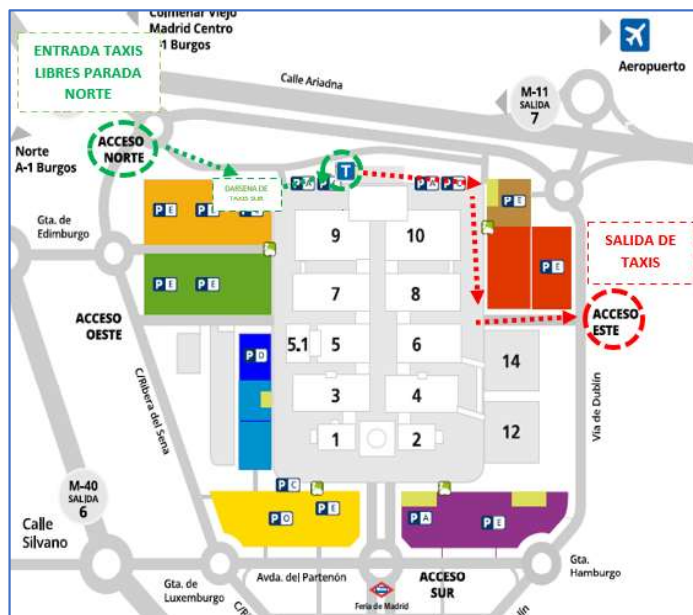 Colmenar Viejo
Madrid Centro
A-1 Burgos
ENTRADA TAXIS
LIBRES PARADA
NORTE
Calle Ariadna
Aeropuerto
M-11
SALIDA
7
ACCESO
NORTE
Norte
A-1 Burgos
T
DARSENA DE
TAXIS SUR
P A
P A
P E
P E
P E
Gta. de
Edimburgo
9
10
SALIDA DE
TAXIS
P E
P E
P E
7
8
ACCESO
OESTE
ACCESO
ESTE
5.1
5
6
14
P D
3
4
C/Ribera del Sena
Vía de Dublín
1
2
12
M-40
SALIDA
6
P C
P O
P E
P A
P E
Calle
Silvano
Gta. de
Luxemburgo
Avda. del Partenón
ACCESO
SUR
Gta.
Hamburgo
Feria de Madrid